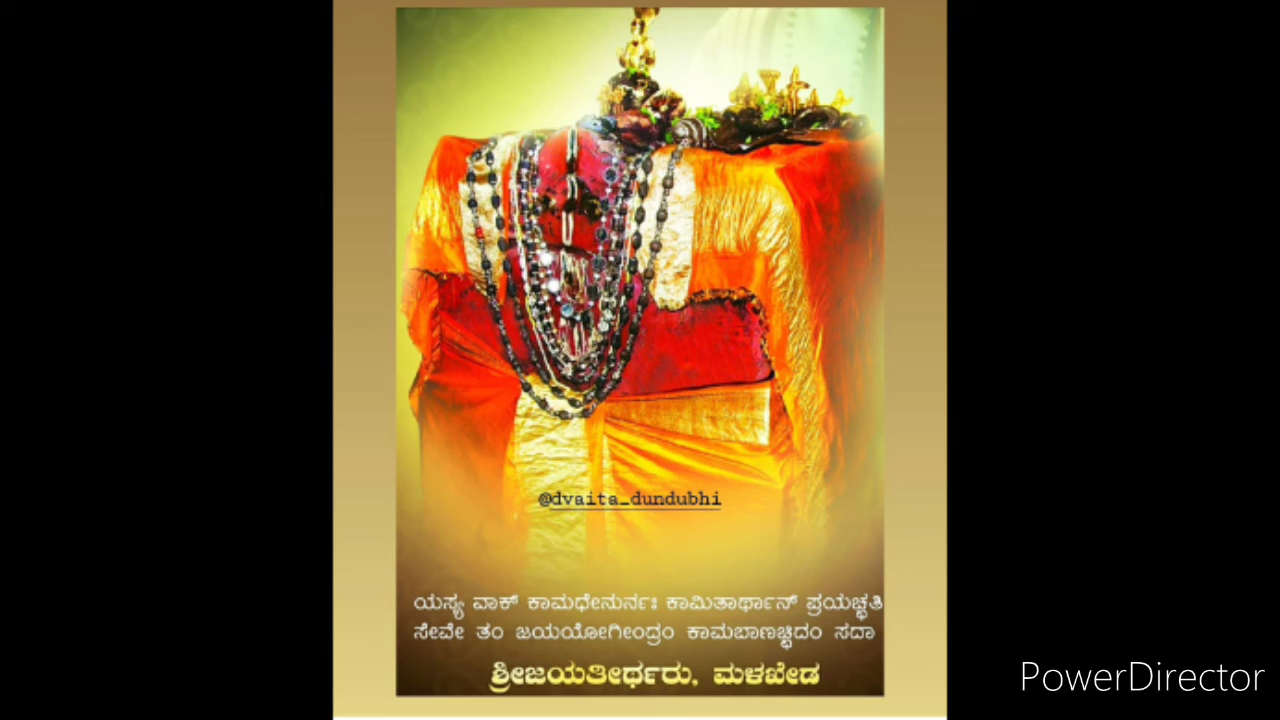 @dvaita_dundubhi
ಯಸ್ಯ ವಾಕ್ ಕಾಮಧೇನುರ್ನಃ ಕಾಮಿತಾರ್ಥಾನ್ ಪ್ರಯಚ್ಛತಿ
ಸೇವೇ ತಂ ಜಯಯೋಗೀಂದ್ರಂ ಕಾಮಬಾಣಚ್ಛಿದಂ ಸದಾ
ಶ್ರೀಜಯತೀರ್ಥರು, ಮಳಖೇಡ
PowerDirector